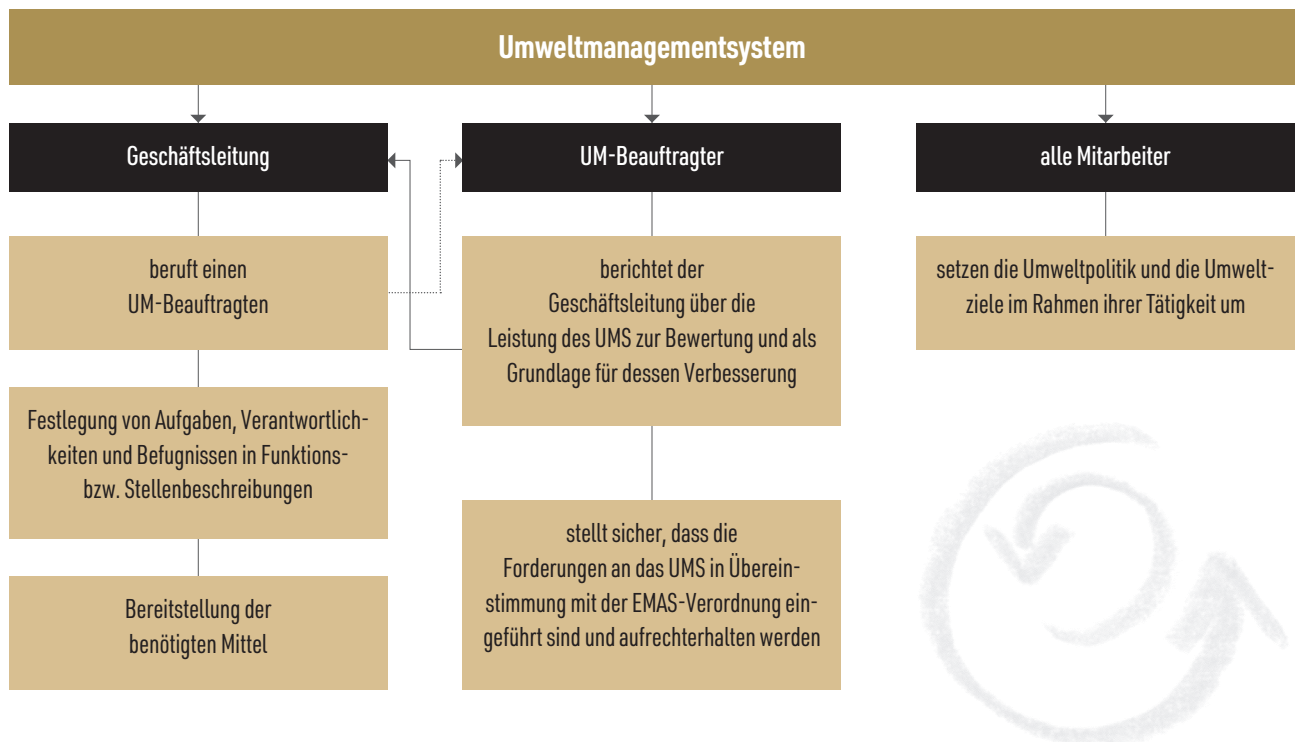 Umweltmanagementsystem
Geschäftsleitung
beruft einen
UM-Beauftragten
Festlegung von Aufgaben, Verantwortlich-
keiten und Befugnissen in Funktions-
bzw. Stellenbeschreibungen
Bereitstellung der
benötigten Mittel
UM-Beauftragter
berichtet der
Geschäftsleitung über die
Leistung des UMS zur Bewertung und als
Grundlage für dessen Verbesserung
stellt sicher, dass die
Forderungen an das UMS in Überein-
stimmung mit der EMAS-Verordnung ein-
geführt sind und aufrechterhalten werden
alle Mitarbeiter
setzen die Umweltpolitik und die Umwelt-
ziele im Rahmen ihrer Tätigkeit um